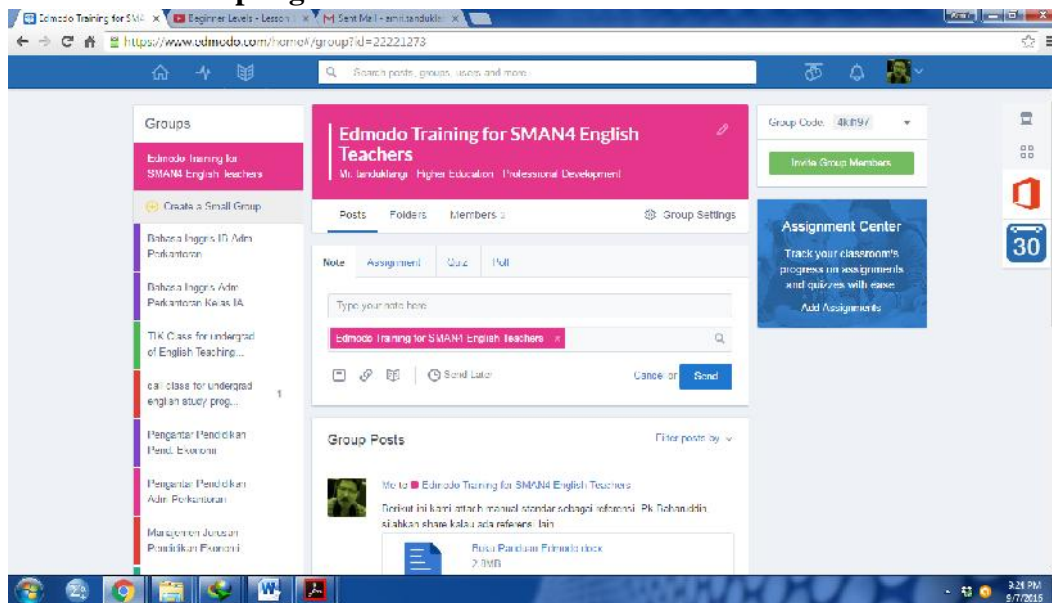 Edmodo Training for SMA
Beginner Levels - Lesson
Sent Mail - amri.tandukla
https://www.edmodo.com/home#/group?id=22221273
Search posts, groups, users and more
Groups
Edmodo Training for
SMAN4 English Teachers
Create a Small Group
Bahasa Inggris IB Adm
Perkantoran
Bahasa Inggris Adm
Perkantoran Kelas IA
TIK Class for undergrad
of English Teaching...
call class for undergrad
english study prog...
1
Pengantar Pendidikan
Pend. Ekonomi
Pengantar Pendidikan
Adm Perkantoran
Manajemen Jurusan
Pendidikan Ekonomi
Edmodo Training for SMAN4 English
Teachers
Mr. tanduklangi Higher Education Professional Development
Posts Folders Members Group Settings
Note Assignment Quiz Poll
Type your note here
Edmodo Training for SMAN4 English Teachers ×
Send Later
Cancel or Send
Group Posts
Filter posts by
Me to Edmodo Training for SMAN4 English Teachers
Berikut ini kami attach manual standar sebagai referensi. Pk Baharuddin
silahkan share kalau ada referensi lain
Buku Panduan Edmodo.docx
Group Code:
Invite Group Members
Assignment Center
Track your classroom's
progress on assignments
and quizzes with ease
Add Assignments
30
9:21 PM